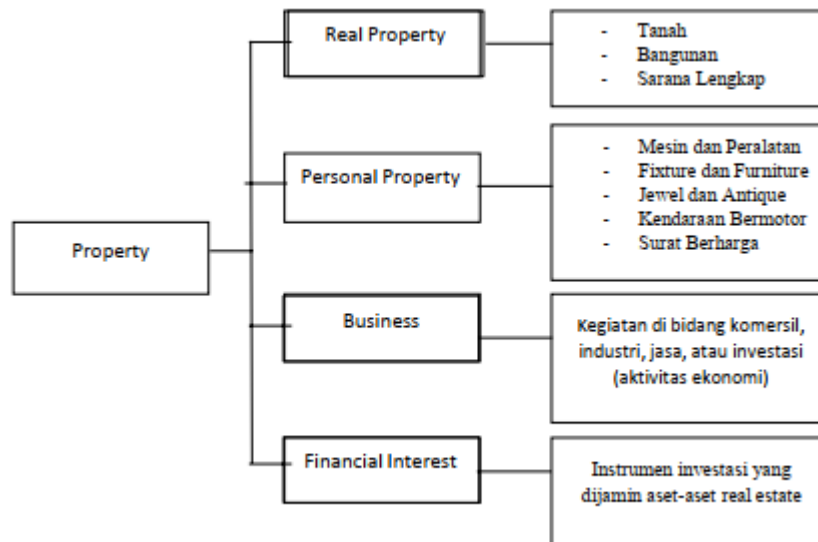 Property
Real Property
- Tanah
- Bangunan
- Sarana Lengkap
Personal Property
- Mesin dan Peralatan
- Fixture dan Furniture
- Jewel dan Antique
- Kendaraan Bermotor
- Surat Berharga
Business
Kegiatan di bidang komersil,
industri, jasa, atau investasi
(aktivitas ekonomi)
Financial Interest
Instrumen investasi yang
dijamin aset-aset real estate